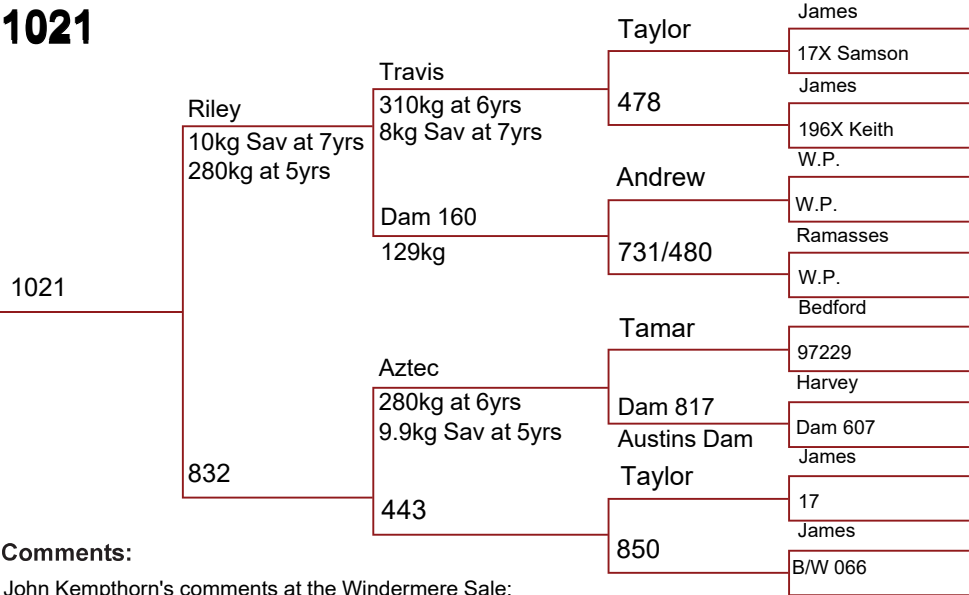 1021
1021
Riley
10kg Sav at 7yrs
280kg at 5yrs
832
Travis
310kg at 6yrs
8kg Sav at 7yrs
Dam 160
129kg
Aztec
280kg at 6yrs
9.9kg Sav at 5yrs
443
Taylor
478
Andrew
731/480
Tamar
Dam 817
Austins Dam
Taylor
850
James
17X Samson
James
196X Keith
W.P.
W.P.
Ramasses
W.P.
Bedford
97229
Harvey
Dam 607
James
17
James
B/W 066
Comments:
John Kempthorn's comments at the Windermere Sale: